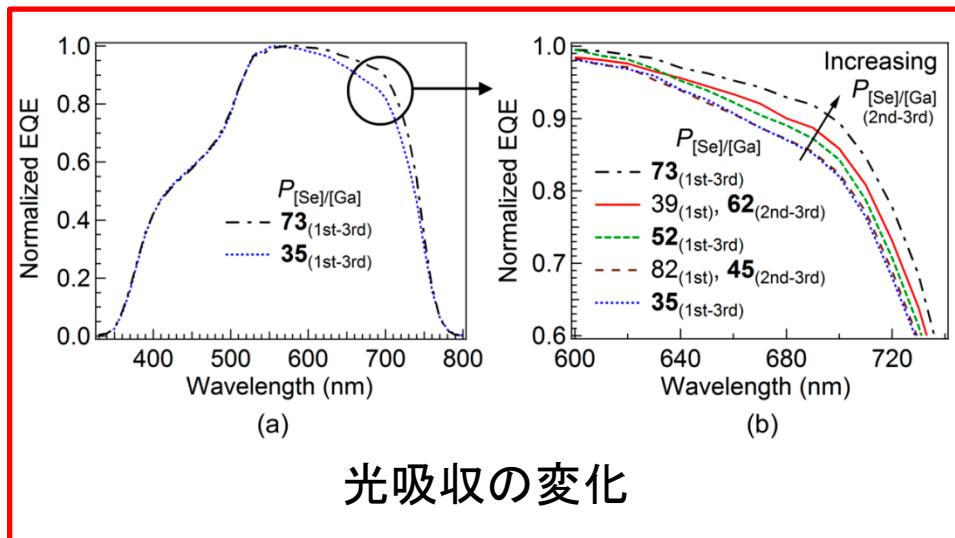 Normalized EQE
1.0
0.8
0.6
0.4
0.2
0.0
P[Se]/[Ga]
73(1st-3rd)
35(1st-3rd)
400 500 600 700 800
Wavelength (nm)
(a)
Normalized EQE
1.0
0.9
0.8
0.7
0.6
Increasing
P[Se]/[Ga]
(2nd-3rd)
P[Se]/[Ga]
73(1st-3rd)
39(1st), 62(2nd-3rd)
52(1st-3rd)
82(1st), 45(2nd-3rd)
35(1st-3rd)
600 640 680 720
Wavelength (nm)
(b)
光吸収の変化